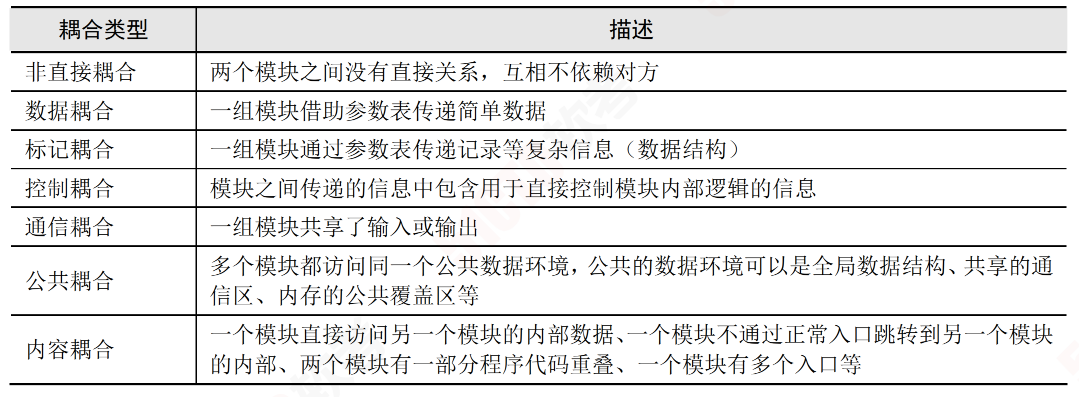 耦合类型 描述
非直接耦合 两个模块之间没有直接关系，互相不依赖对方
数据耦合 一组模块借助参数表传递简单数据
标记耦合 一组模块通过参数表传递记录等复杂信息（数据结构）
控制耦合 模块之间传递的信息中包含用于直接控制模块内部逻辑的信息
通信耦合 一组模块共享了输入或输出
公共耦合 多个模块都访问同一个公共数据环境，公共的数据环境可以是全局数据结构、共享的通
信区、内存的公共覆盖区等
内容耦合 一个模块直接访问另一个模块的内部数据、一个模块不通过正常入口跳转到另一个模块
的内部、两个模块有一部分程序代码重叠、一个模块有多个入口等